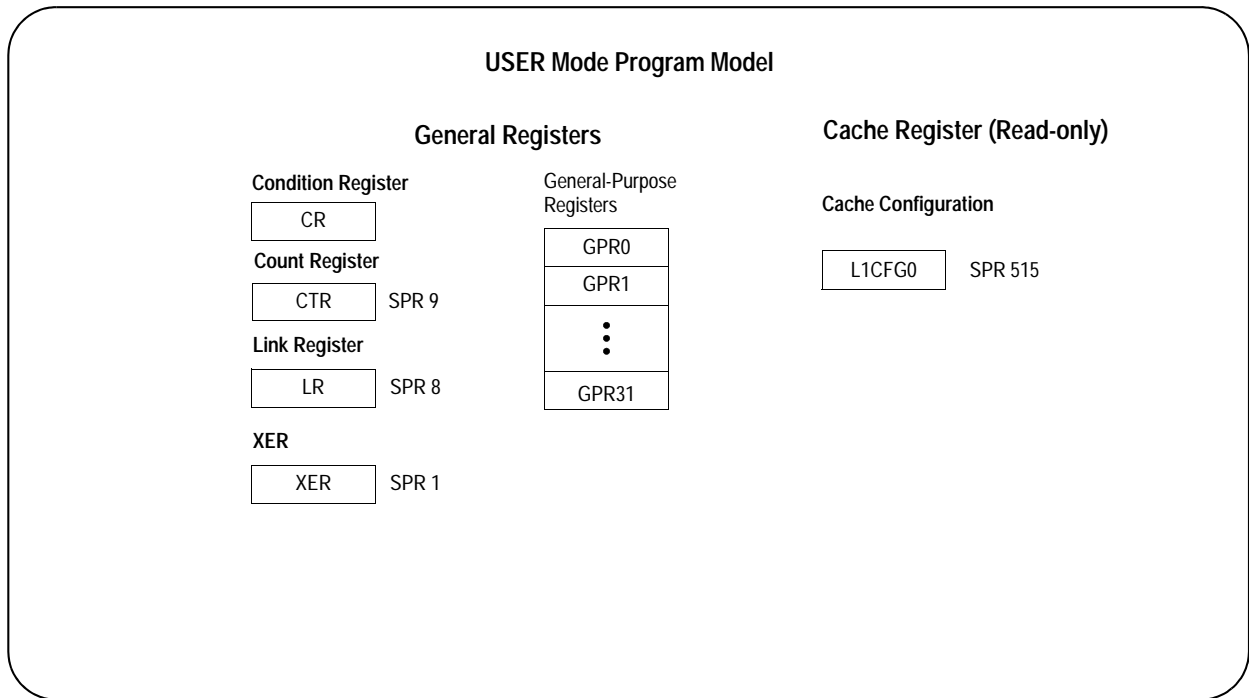 USER Mode Program Model
General Registers
Condition Register
CR
Count Register
CTR SPR 9
Link Register
LR SPR 8
XER
XER SPR 1
General-Purpose
Registers
GPR0
GPR1
GPR31
Cache Register (Read-only)
Cache Configuration
L1CFG0 SPR 515